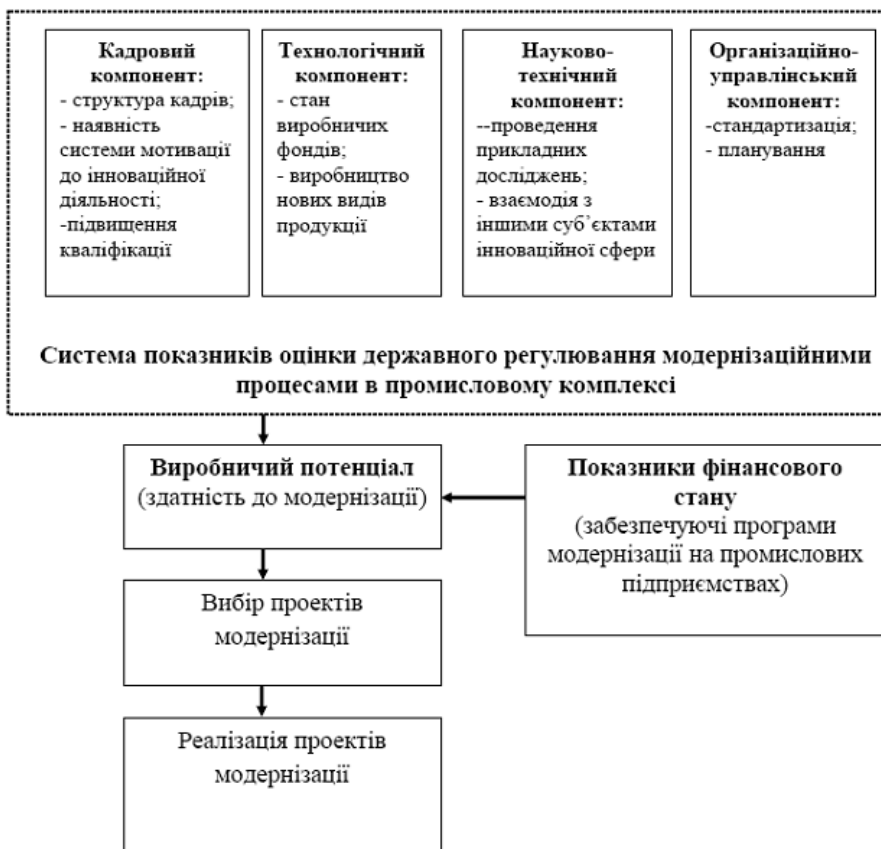 Кадровий
компонент:
- структура кадрів;
- наявність
системи мотивації
до інноваційної
діяльності;
-підвищення
кваліфікації
Технологічний
компонент:
- стан
виробничих
фондів;
- виробництво
нових видів
продукції
Науково-
технічний
компонент:
--проведення
прикладних
досліджень;
- взаємодія з
іншими суб’єктами
інноваційної сфери
Організаційно-
управлінський
компонент:
-стандартизація;
- планування
Система показників оцінки державного регулювання модернізаційними
процесами в промисловому комплексі
Виробничий потенціал
(здатність до модернізації)
Показники фінансового
стану
(забезпечуючі програми
модернізації на промислових
підприємствах)
Вибір проектів
модернізації
Реалізація проектів
модернізації